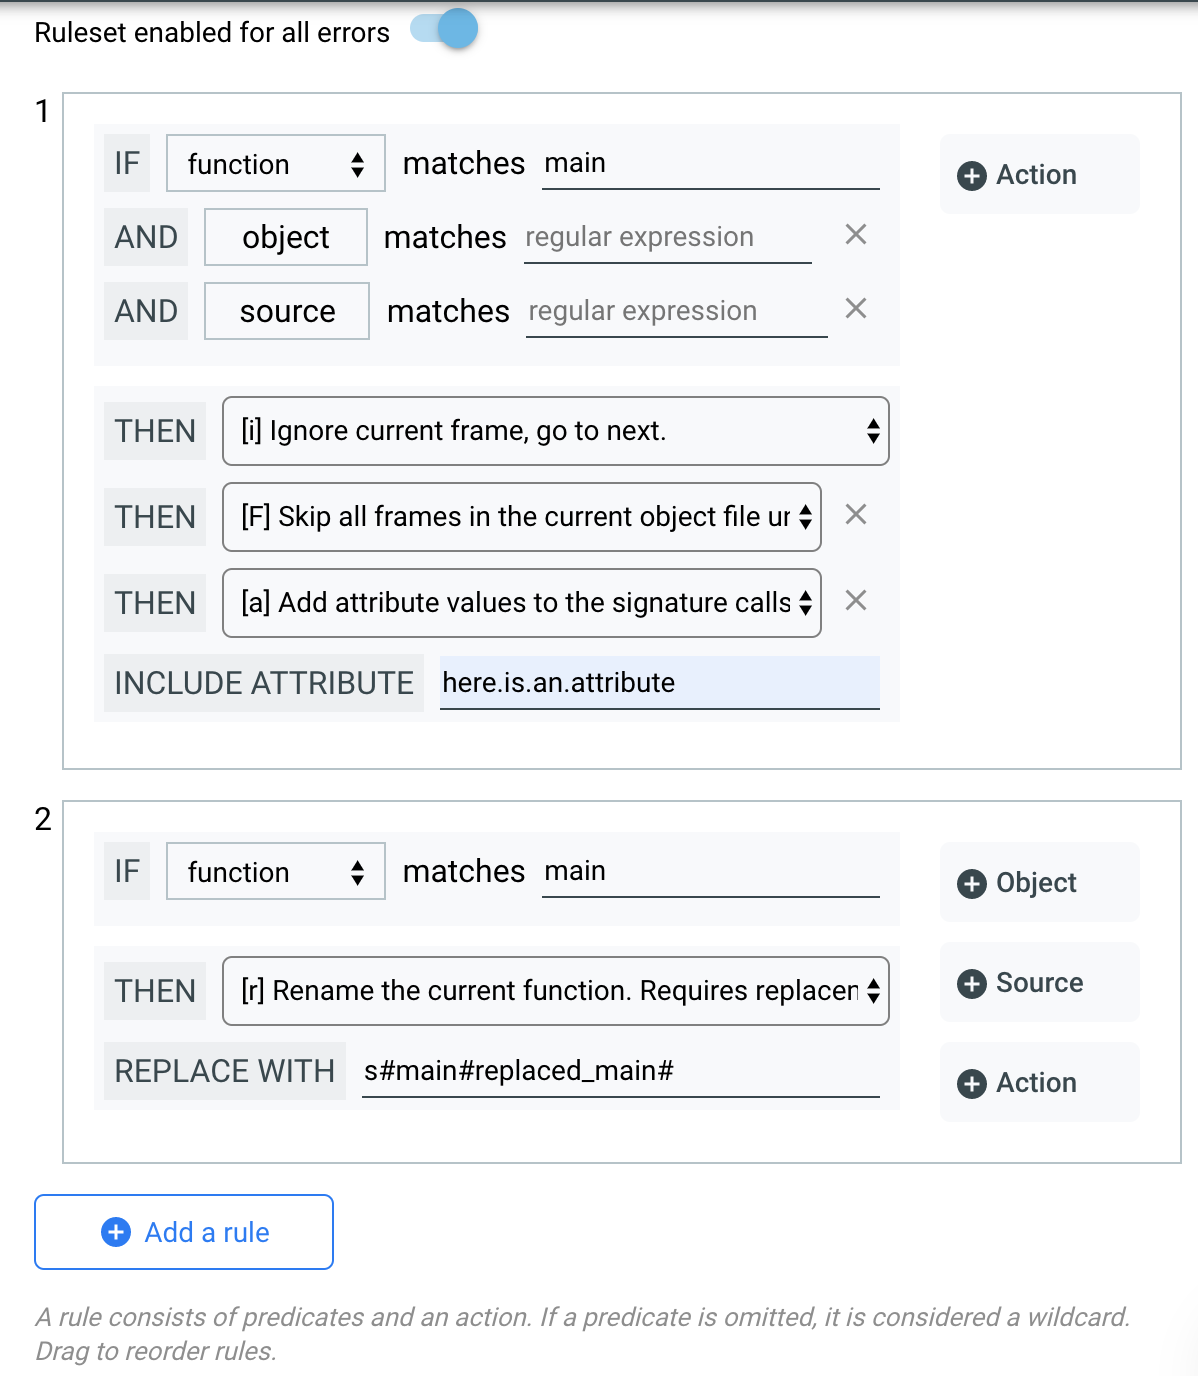 Ruleset enabled for all errors
1
IF function matches main
Action
AND object matches regular expression
AND source matches regular expression
THEN [i] Ignore current frame, go to next.
THEN [F] Skip all frames in the current object file ur
THEN [a] Add attribute values to the signature calls
INCLUDE ATTRIBUTE here.is.an.attribute
2
IF function matches main
Object
THEN [r] Rename the current function. Requires replacen
Source
REPLACE WITH s#main#replaced_main#
Action
Add a rule
A rule consists of predicates and an action. If a predicate is omitted, it is considered a wildcard.
Drag to reorder rules.